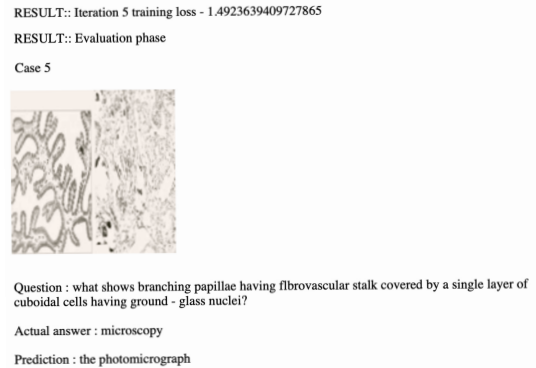 RESULT:: Iteration 5 training loss - 1.4923639409727865
RESULT:: Evaluation phase
Case 5
Question : what shows branching papillae having flbrovascular stalk covered by a single layer of
cuboidal cells having ground - glass nuclei?
Actual answer : microscopy
Prediction : the photomicrograph